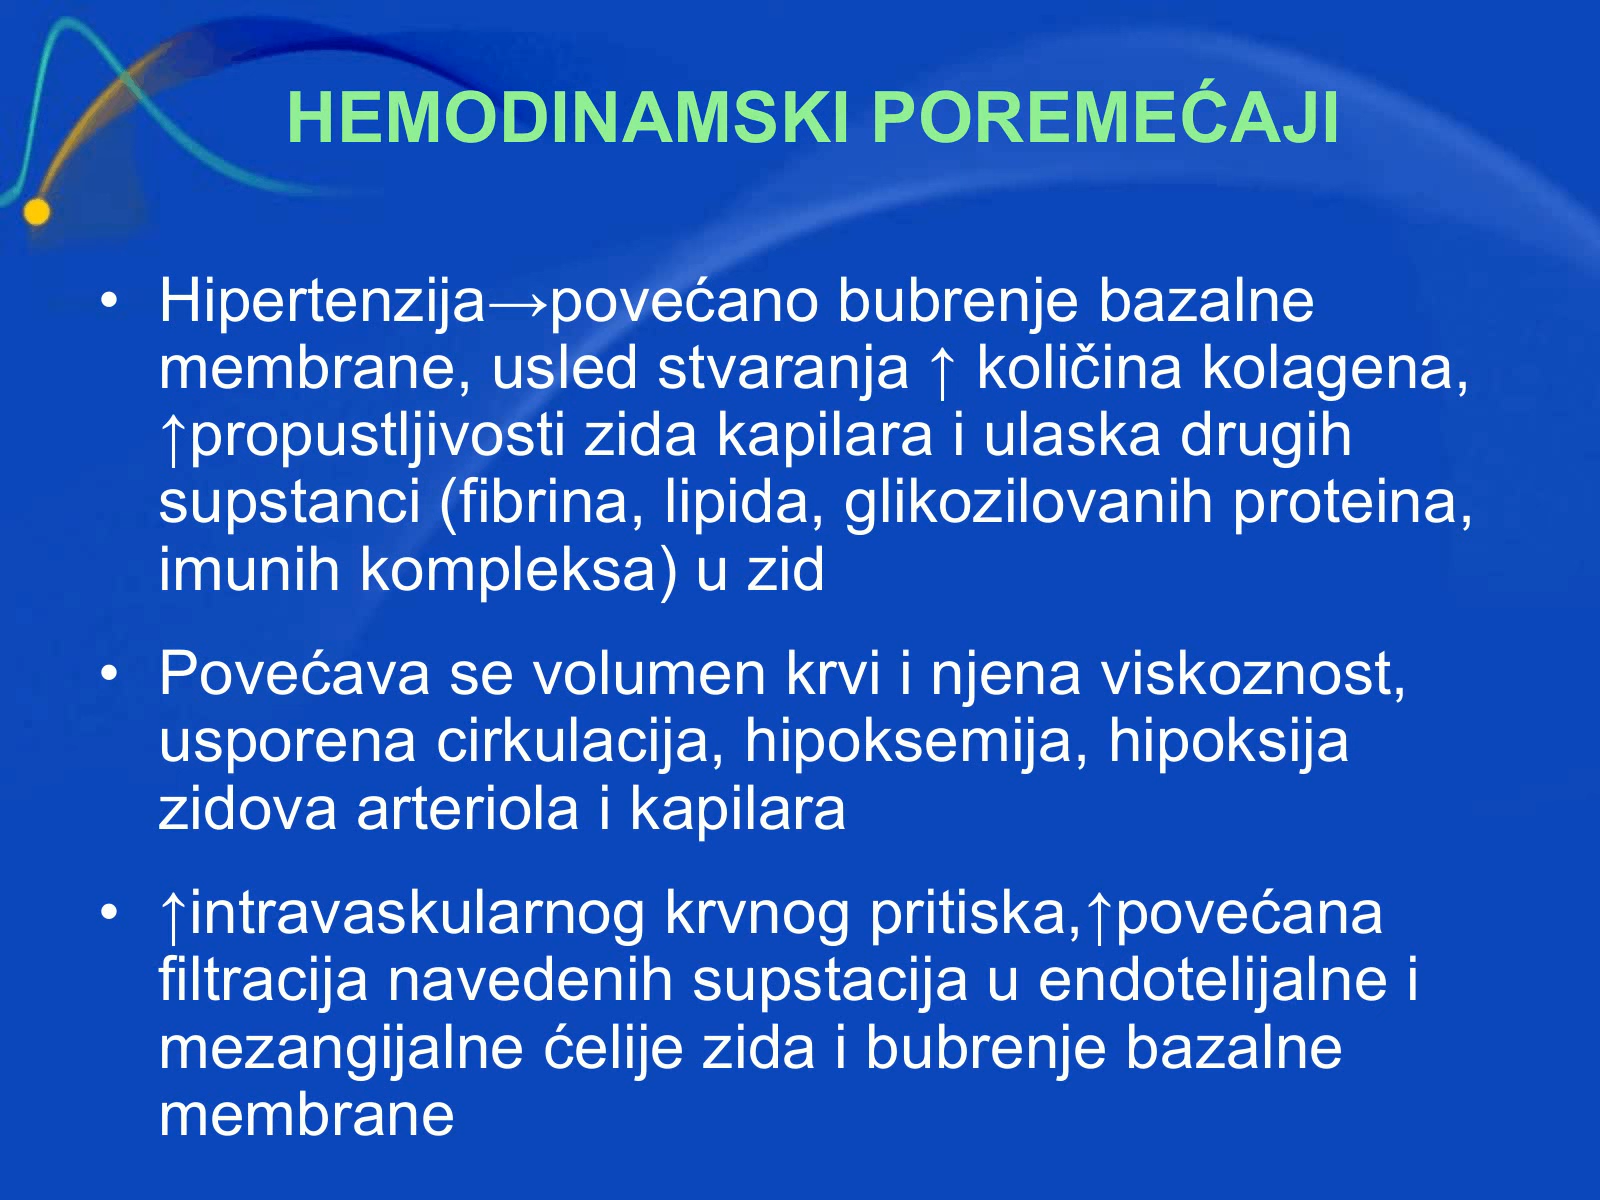 HEMODINAMSKI POREMEĆAJI
• Hipertenzija→povećano bubrenje bazalne
membrane, usled stvaranja ↑ količina kolagena,
↑propustljivosti zida kapilara i ulaska drugih
supstanci (fibrina, lipida, glikozilovanih proteina,
imunih kompleksa) u zid
• Povećava se volumen krvi i njena viskoznost,
usporena cirkulacija, hipoksemija, hipoksija
zidova arteriola i kapilara
• ↑intravaskularnog krvnog pritiska,↑povećana
filtracija navedenih supstacija u endotelijalne i
mezangijalne ćelije zida i bubrenje bazalne
membrane